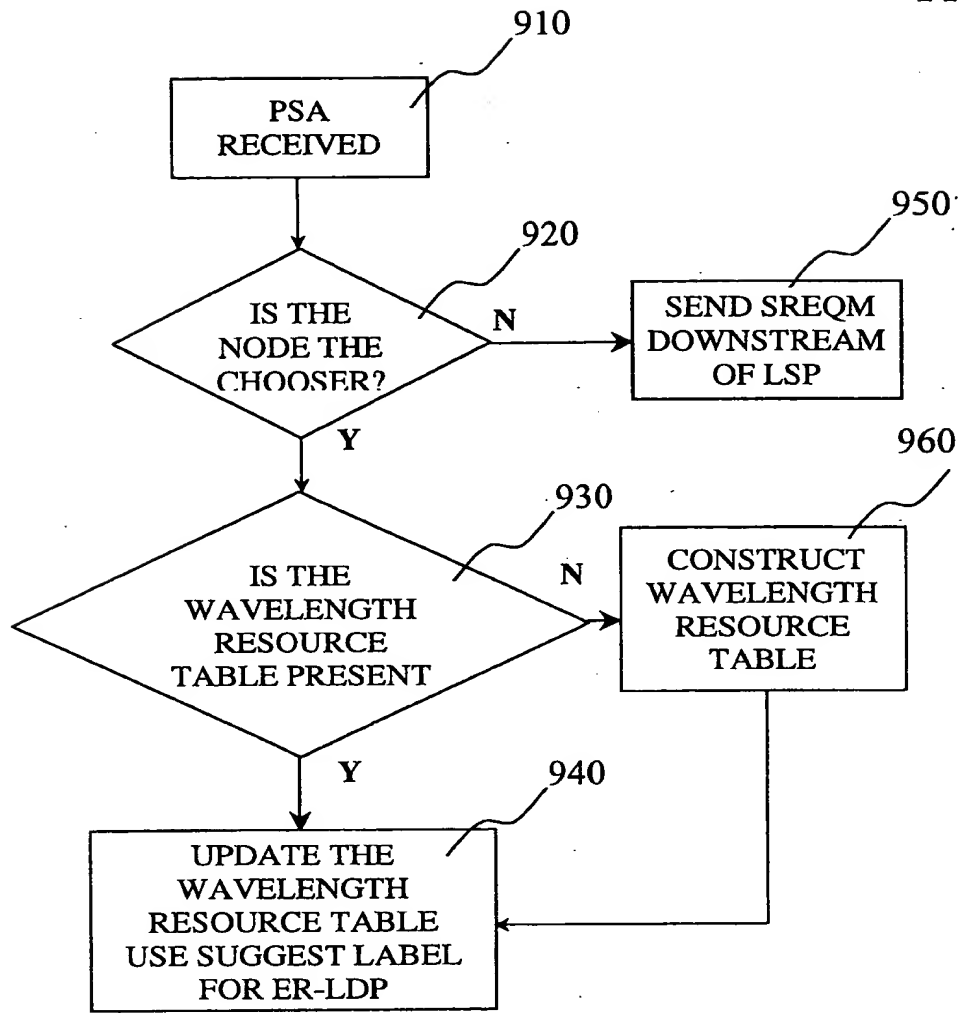 910
PSA
RECEIVED
920
950
IS THE
NODE THE
CHOOSER?
N
SEND SREQM
DOWNSTREAM
OF LSP
Y
960
930
IS THE
WAVELENGTH
RESOURCE
TABLE PRESENT
N
CONSTRUCT
WAVELENGTH
RESOURCE
TABLE
Y
940
UPDATE THE
WAVELENGTH
RESOURCE TABLE
USE SUGGEST LABEL
FOR ER-LDP